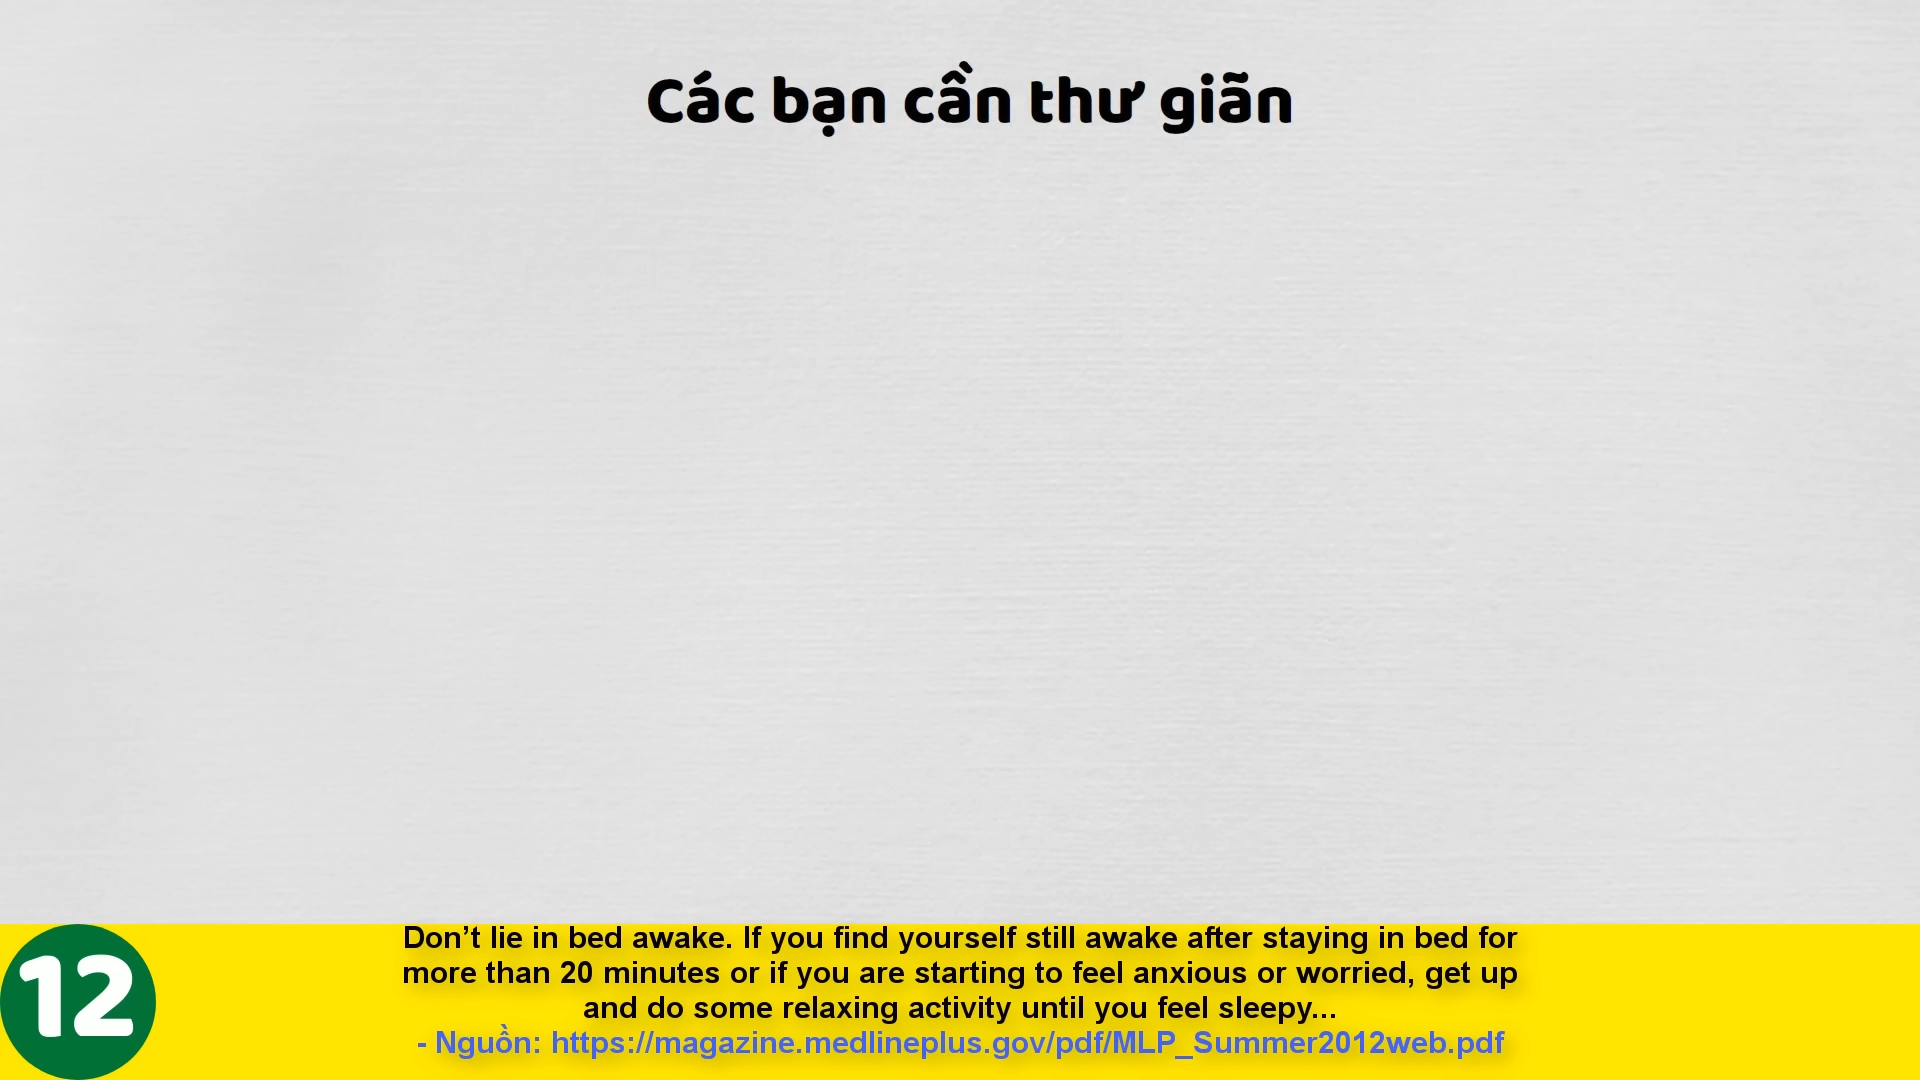 Các bạn cần thư giãn
Don’t lie in bed awake. If you find yourself still awake after staying in bed for
more than 20 minutes or if you are starting to feel anxious or worried, get up
and do some relaxing activity until you feel sleepy...
- Nguồn: https://magazine.medlineplus.gov/pdf/MLP_Summer2012web.pdf
12